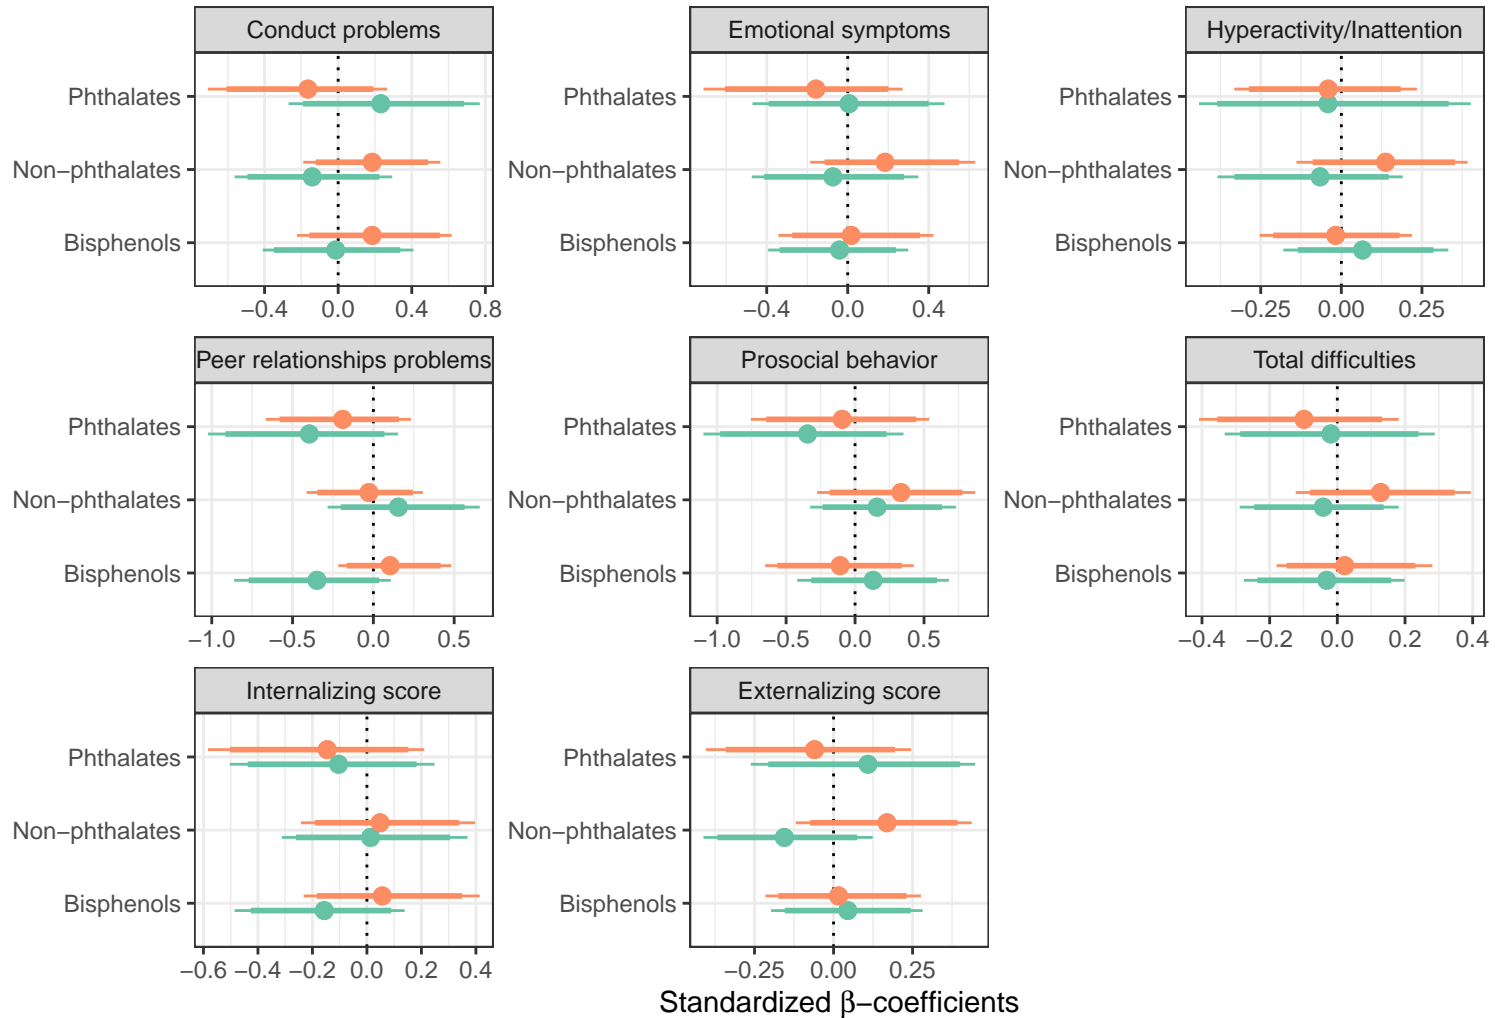 Conduct problems
Phthalates
Non−phthalates
Bisphenols
−0.4 0.0 0.4 0.8
Emotional symptoms
Phthalates
Non−phthalates
Bisphenols
−0.4 0.0 0.4
Hyperactivity/Inattention
Phthalates
Non−phthalates
Bisphenols
−0.25 0.00 0.25
Peer relationships problems
Phthalates
Non−phthalates
Bisphenols
−1.0 −0.5 0.0 0.5
Prosocial behavior
Phthalates
Non−phthalates
Bisphenols
−1.0 −0.5 0.0 0.5
Total difficulties
Phthalates
Non−phthalates
Bisphenols
−0.4 −0.2 0.0 0.2 0.4
Internalizing score
Phthalates
Non−phthalates
Bisphenols
−0.6 −0.4 −0.2 0.0 0.2 0.4
Externalizing score
Phthalates
Non−phthalates
Bisphenols
−0.25 0.00 0.25
Standardized β−coefficients